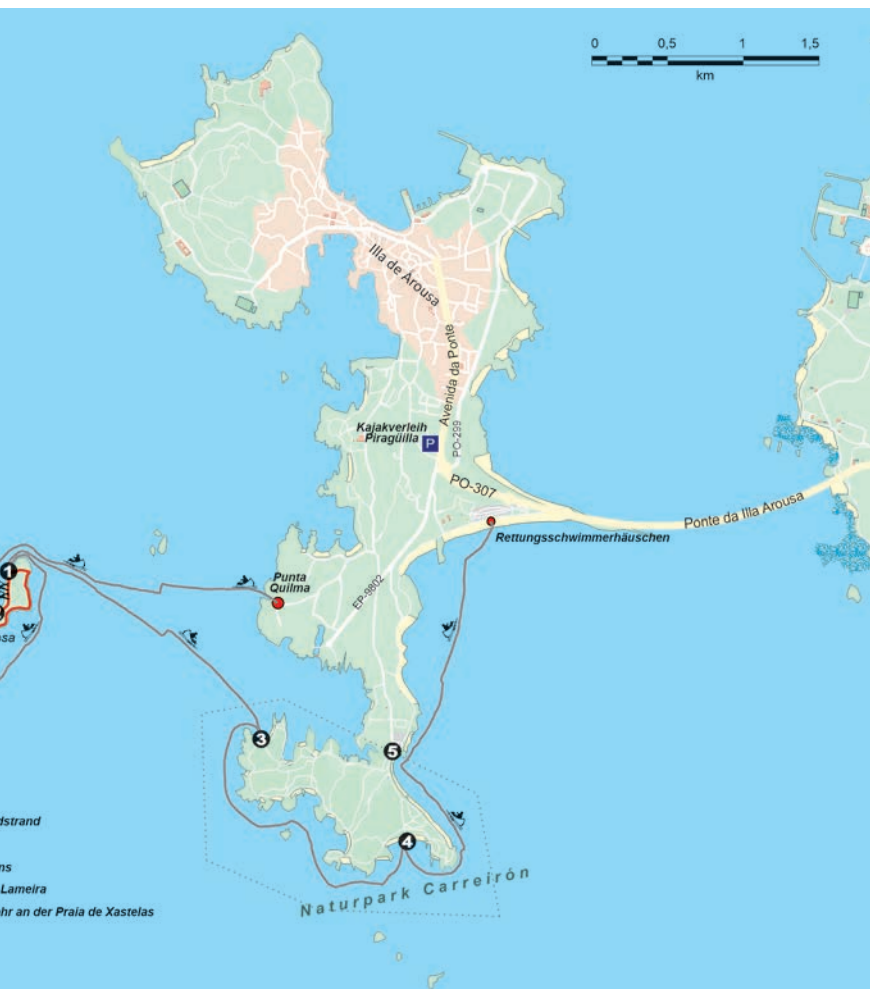 0 0,5 1 1,5
km
Illa de Arousa
Avenida da Ponte
Kajakverleih
Piragüilla
P
PO-299
PO-307
Ponte da Illa Arousa
Rettungsschwimmerhäuschen
1
Punta
Quilma
EP-9802
sa
3
5
4
dstrand
ns
Lameira
hr an der Praia de Xastelas
Naturpark Carreirón